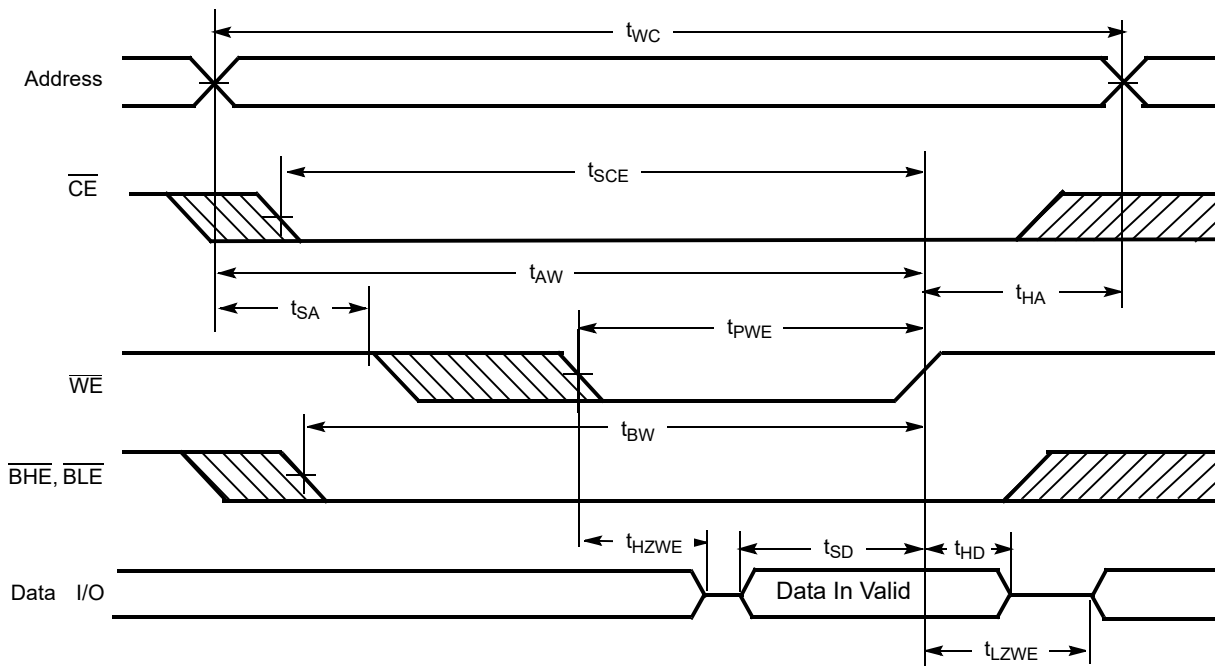 tWC
Address
tSCE
CE
tAW
tSA
tHA
tPWE
WE
tBW
BHE, BLE
tHZWE
tSD
tHD
Data I/O
Data In Valid
tLZWE